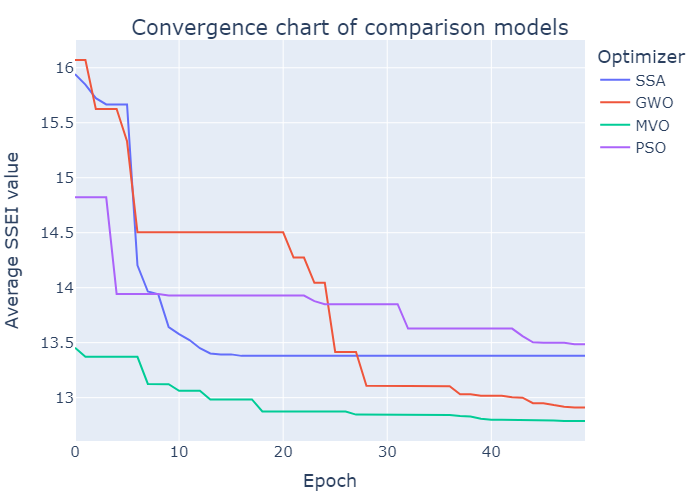 Convergence chart of comparison models
Optimizer
SSA
GWO
MVO
PSO
Average SSEI value
16
15.5
15
14.5
14
13.5
13
0 10 20 30 40
Epoch